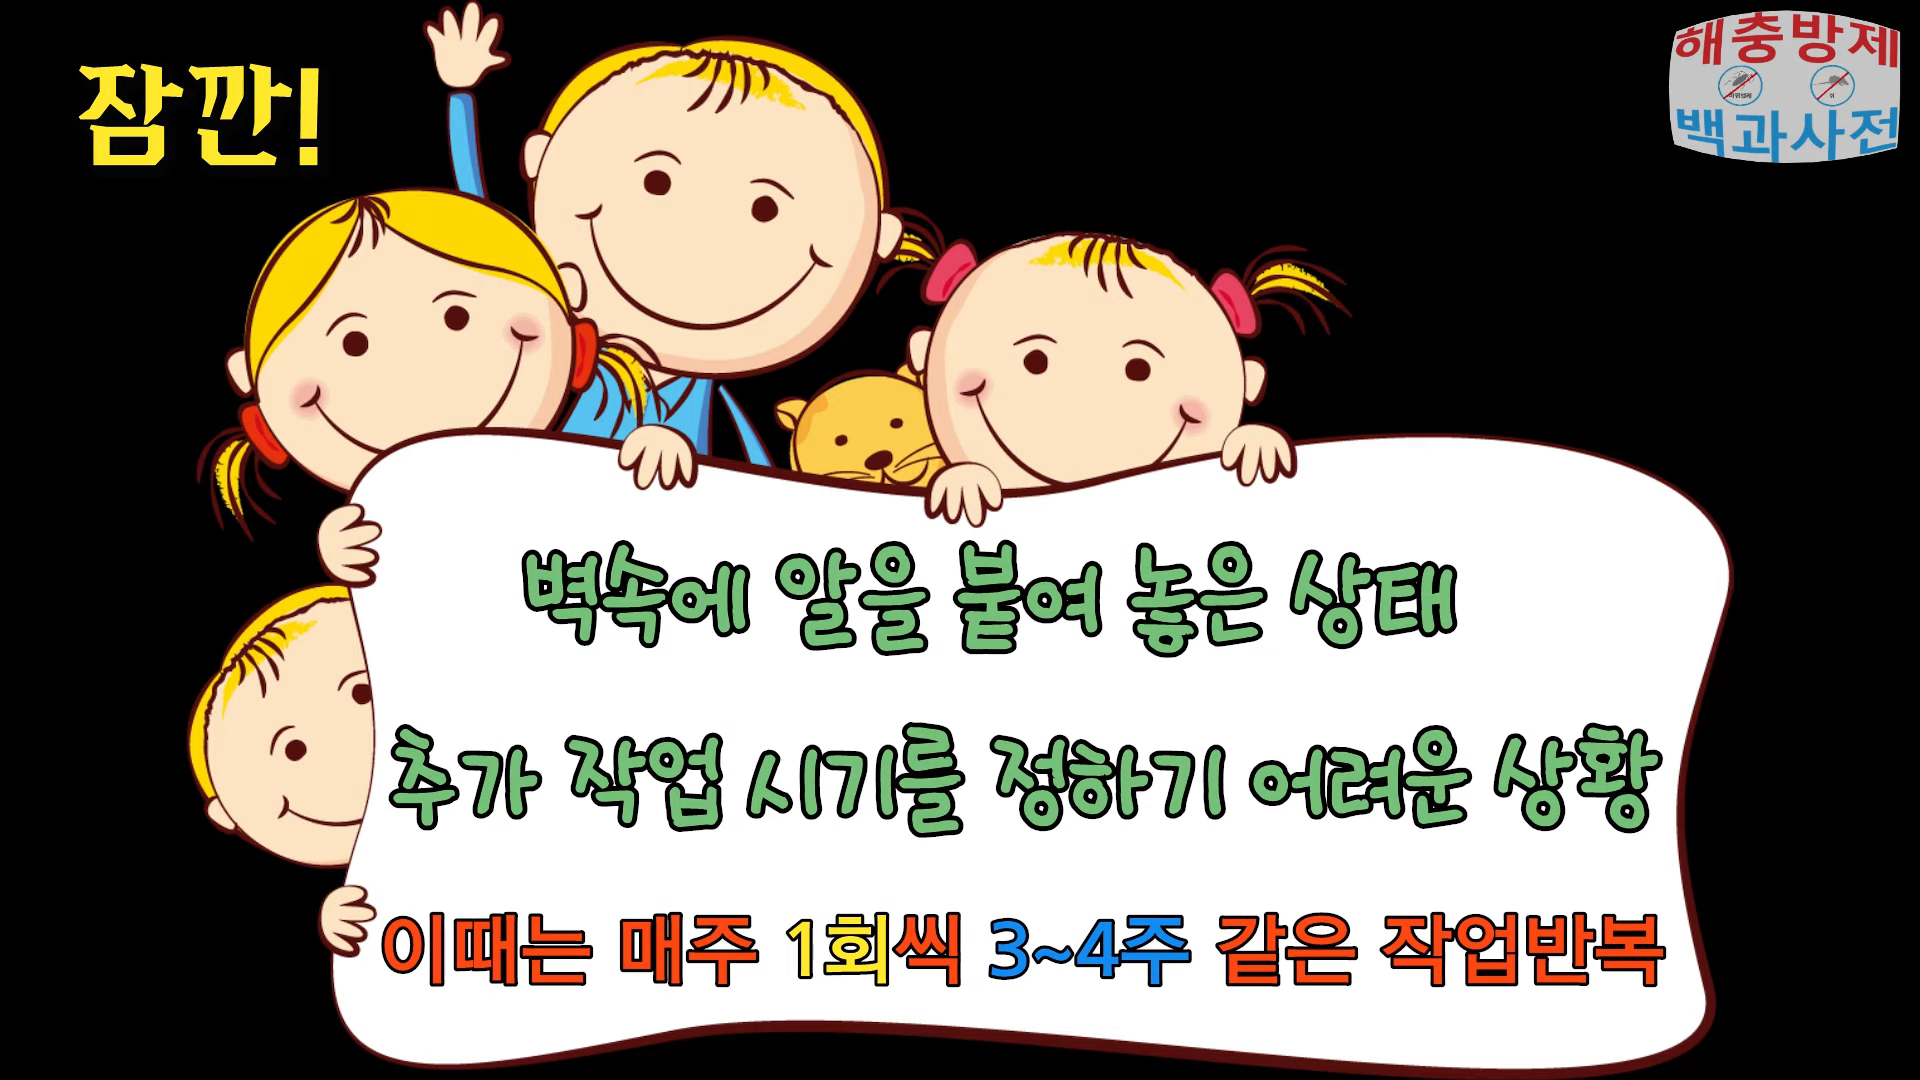 잠깐!
해충방제
백과사전
벽속에 알을 붙여 놓은 상태
추가 작업 시기를 정하기 어려운 상황
이때는 매주 1회씩 3~4주 같은 작업반복